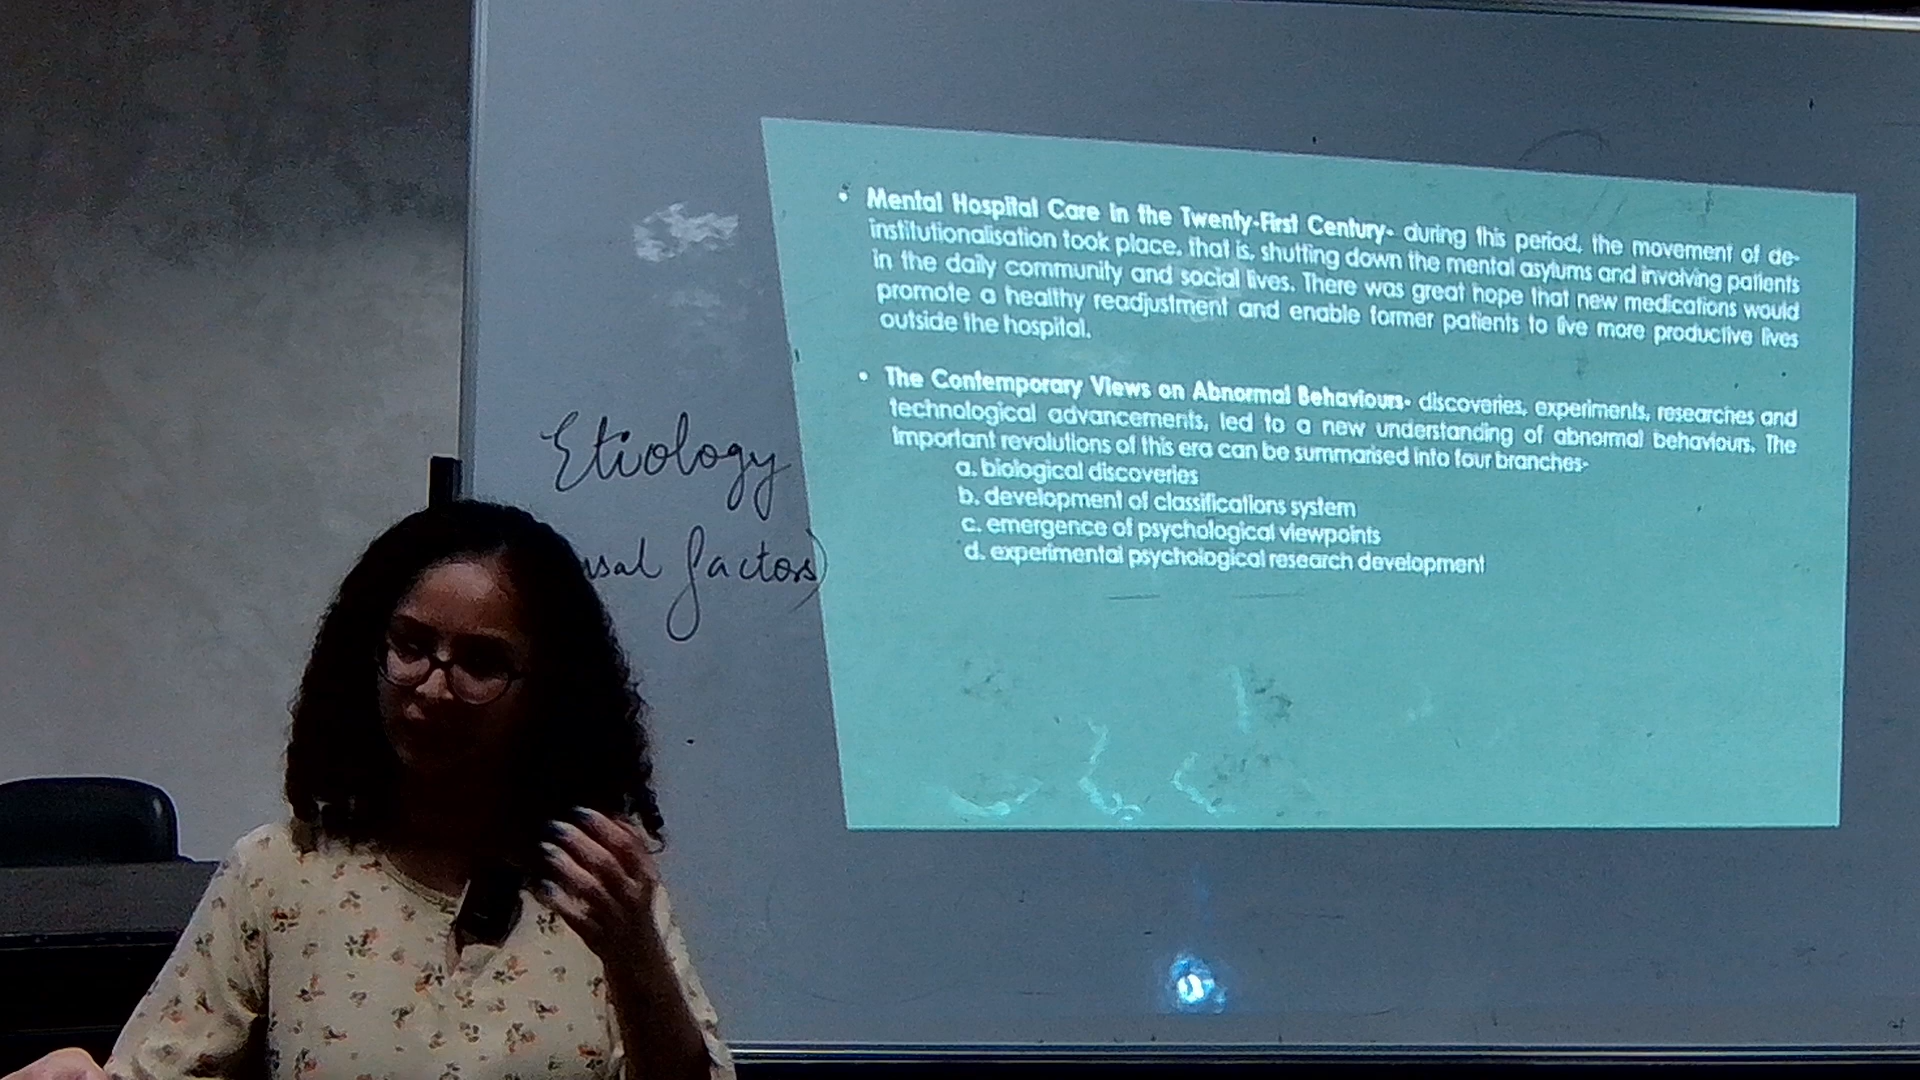 • Mental Hospital Care in the Twenty-First Century- during this period, the movement of de-
institutionalisation took place, that is, shutting down the mental asylums and involving patients
in the daily community and social lives. There was great hope that new medications would
promote a healthy readjustment and enable former patients to live more productive lives
outside the hospital.
• The Contemporary Views on Abnormal Behaviours- discoveries, experiments, researches and
technological advancements, led to a new understanding of abnormal behaviours. The
important revolutions of this era can be summarised into four branches-
a. biological discoveries
b. development of classifications system
c. emergence of psychological viewpoints
d. experimental psychological research development
Etiology
factors)